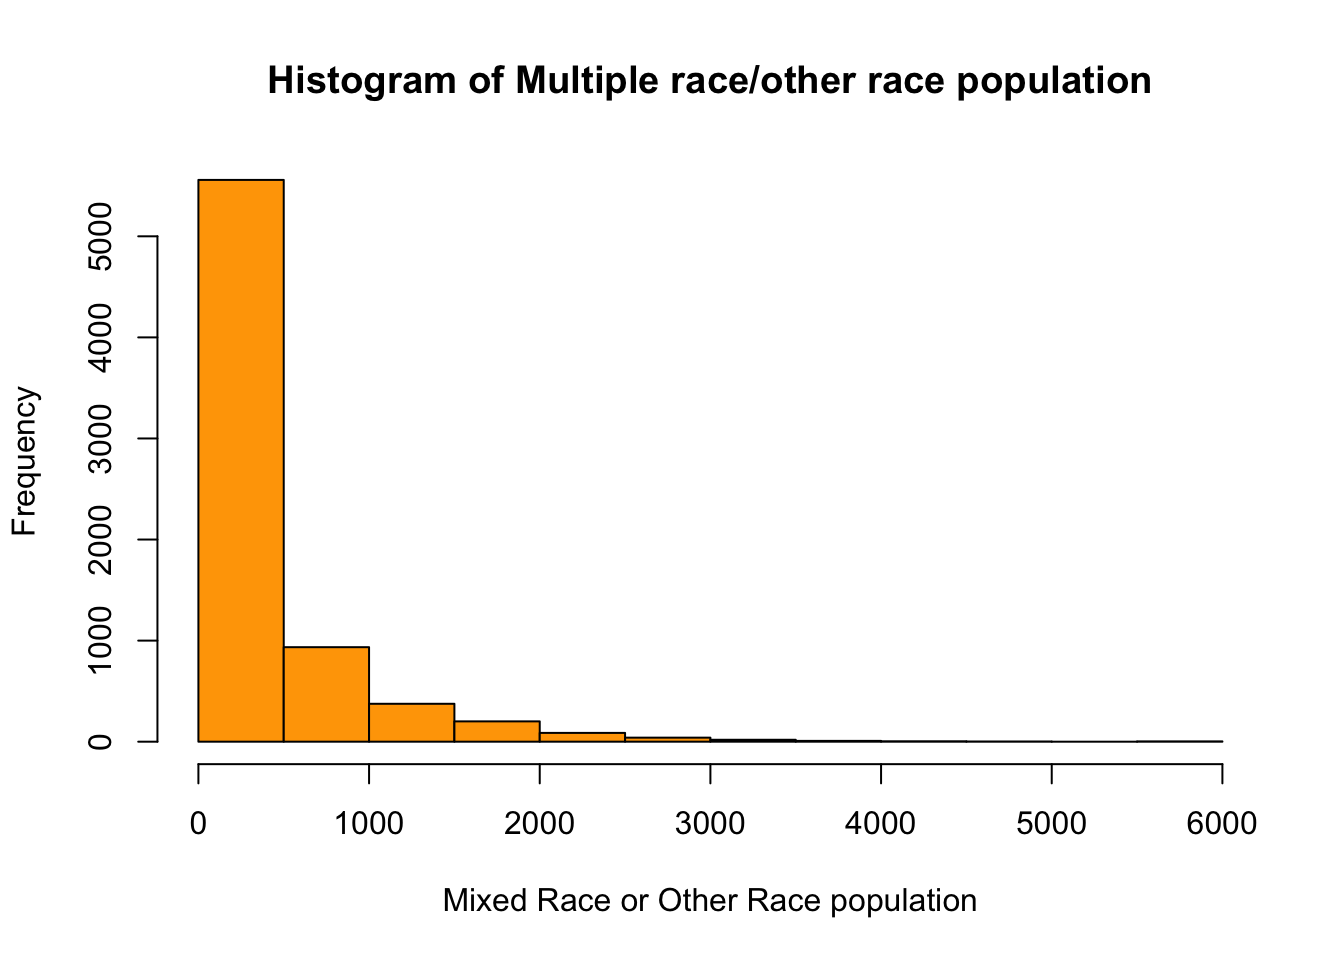 Histogram of Multiple race/other race population
Frequency
5000
4000
3000
2000
1000
0
0 1000 2000 3000 4000 5000 6000
Mixed Race or Other Race population